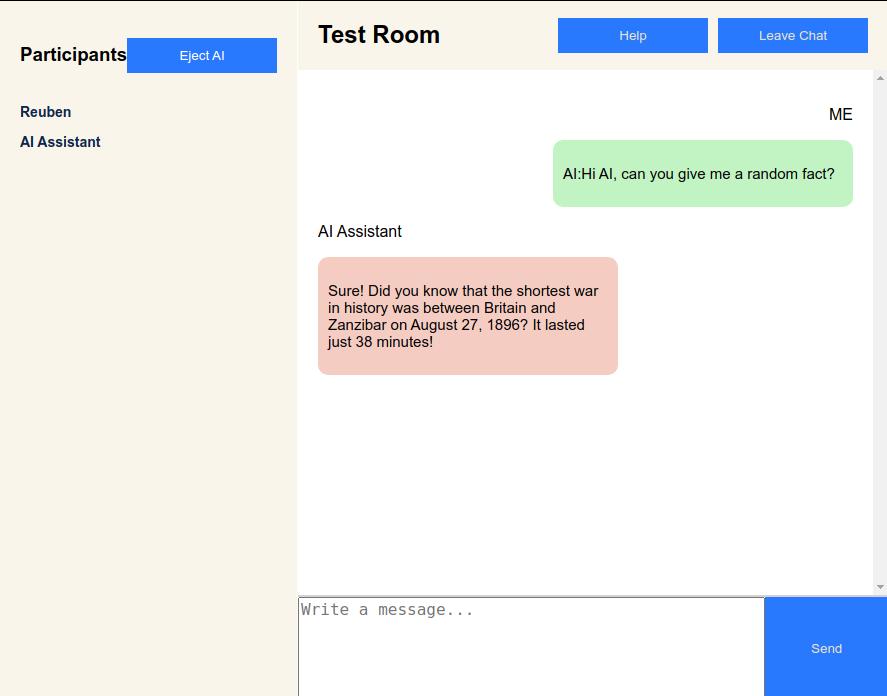 Participants
Eject AI
Reuben
AI Assistant
Test Room
Help
Leave Chat
ME
AI:Hi AI, can you give me a random fact?
AI Assistant
Sure! Did you know that the shortest war
in history was between Britain and
Zanzibar on August 27, 1896? It lasted
just 38 minutes!
Write a message...
Send